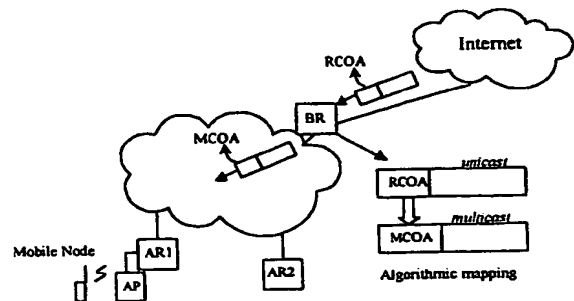 Internet
RCOA
BR
MCOA
unicast
RCOA
multicast
MCOA
Mobile Node
AR1
AP
AR2
Algorithmic mapping